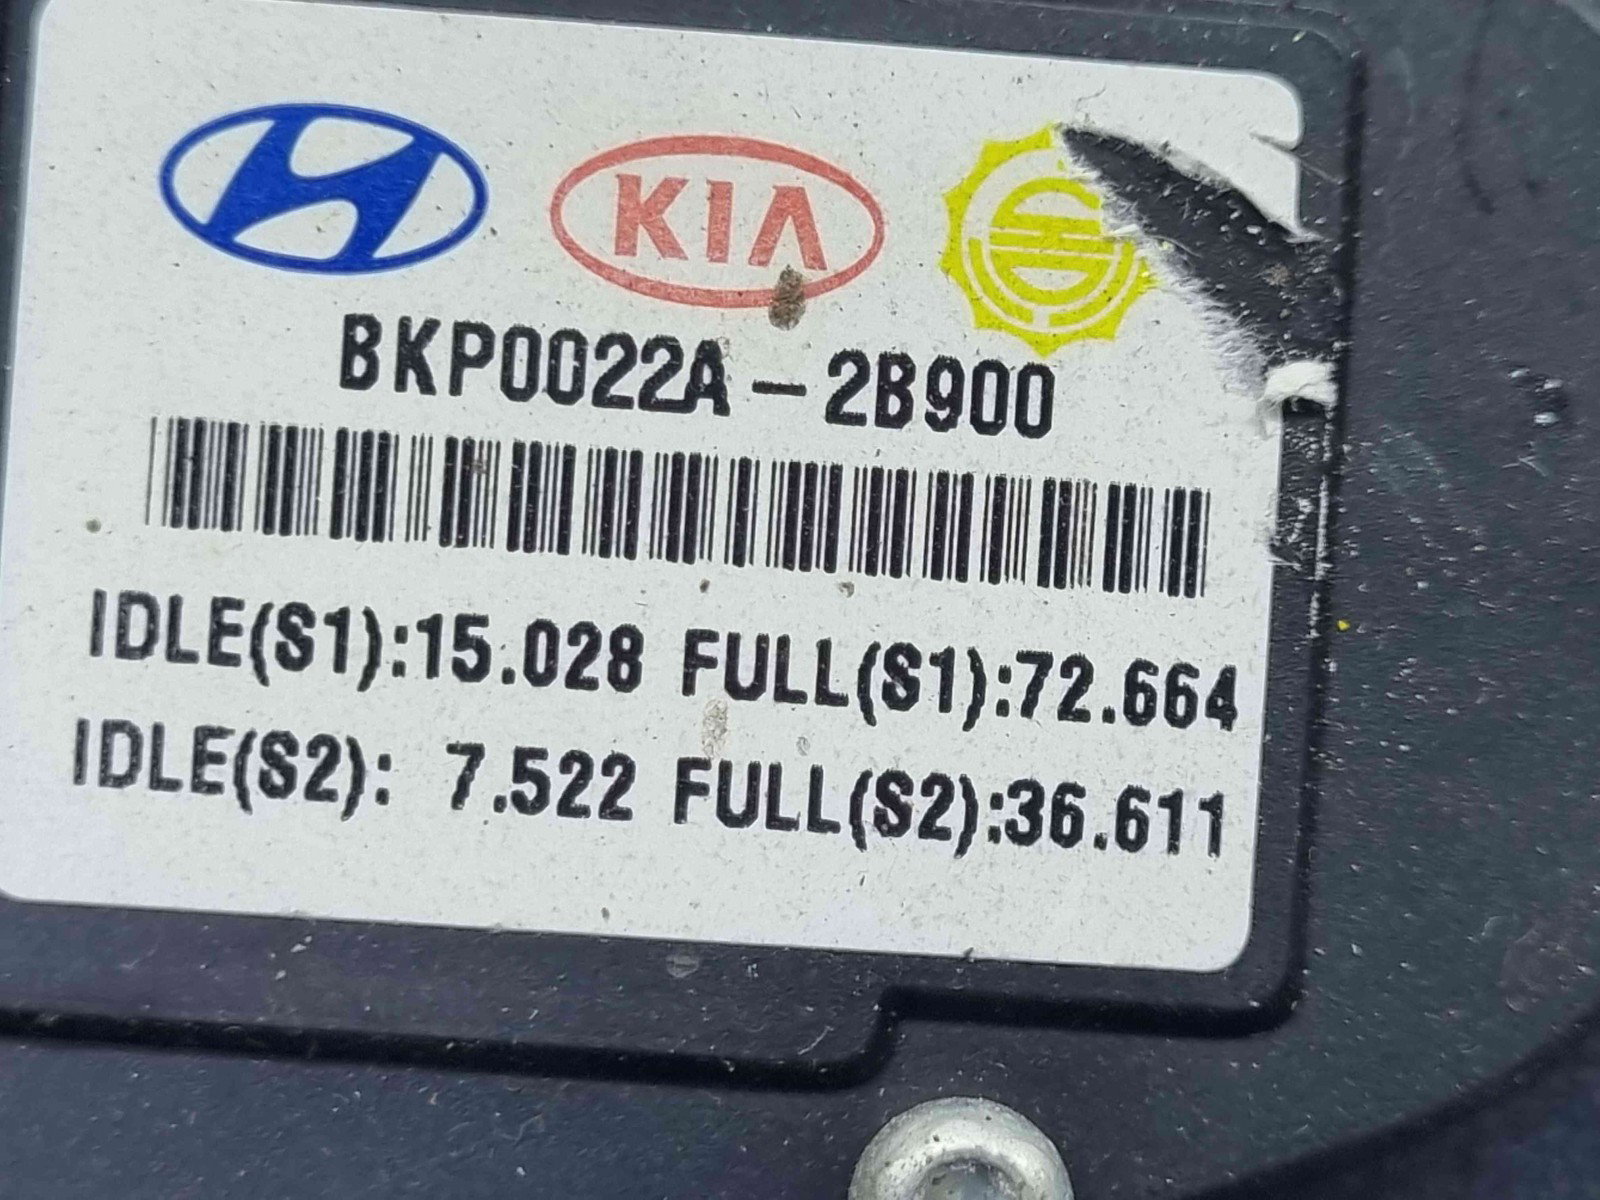 KIA
BKP0022A-2B900
IDLE(S1):15.028 FULL(S1):72.664
IDLE(S2): 7.522 FULL(S2):36.611